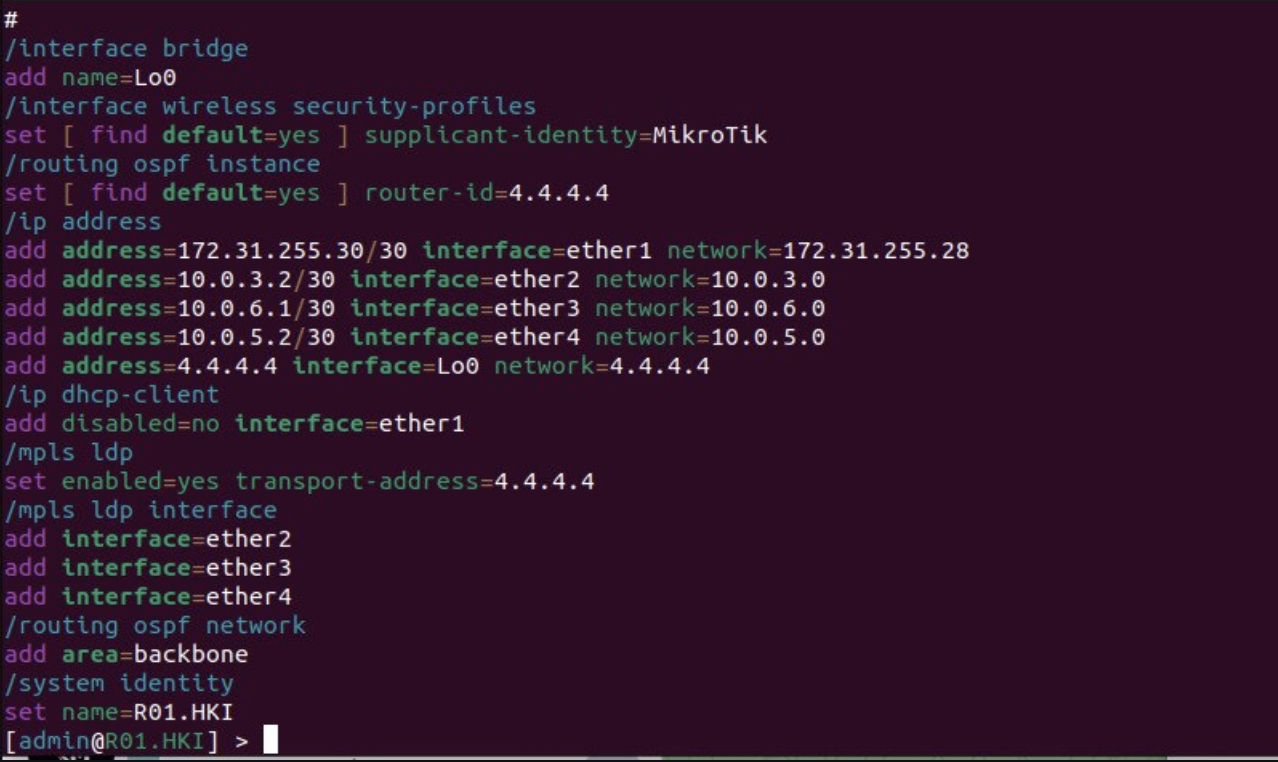 #
/interface bridge
add name=Lo0
/interface wireless security-profiles
set [ find default=yes ] supplicant-identity=MikroTik
/routing ospf instance
set [ find default=yes ] router-id=4.4.4.4
/ip address
add address=172.31.255.30/30 interface=ether1 network=172.31.255.28
add address=10.0.3.2/30 interface=ether2 network=10.0.3.0
add address=10.0.6.1/30 interface=ether3 network=10.0.6.0
add address=10.0.5.2/30 interface=ether4 network=10.0.5.0
add address=4.4.4.4 interface=Lo0 network=4.4.4.4
/ip dhcp-client
add disabled=no interface=ether1
/mpls ldp
set enabled=yes transport-address=4.4.4.4
/mpls ldp interface
add interface=ether2
add interface=ether3
add interface=ether4
/routing ospf network
add area=backbone
/system identity
set name=R01.HKI
[admin@R01.HKI] >